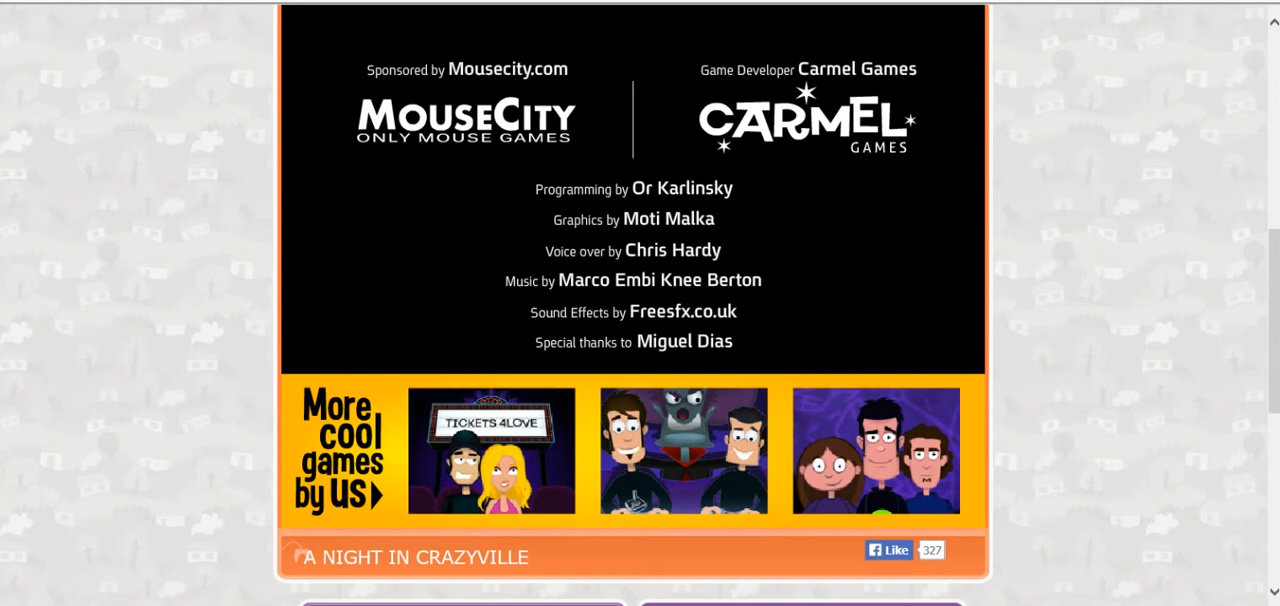 Sponsored by Mousecity.com
Game Developer Carmel Games
MOUSECITY
ONLY MOUSE GAMES
CARMEL
GAMES
Programming by Or Karlinsky
Graphics by Moti Malka
Voice over by Chris Hardy
Music by Marco Embi Knee Berton
Sound Effects by Freesfx.co.uk
Special thanks to Miguel Dias
More
cool
games
by us
TICKETS 4LOVE
A NIGHT IN CRAZYVILLE
Like 327